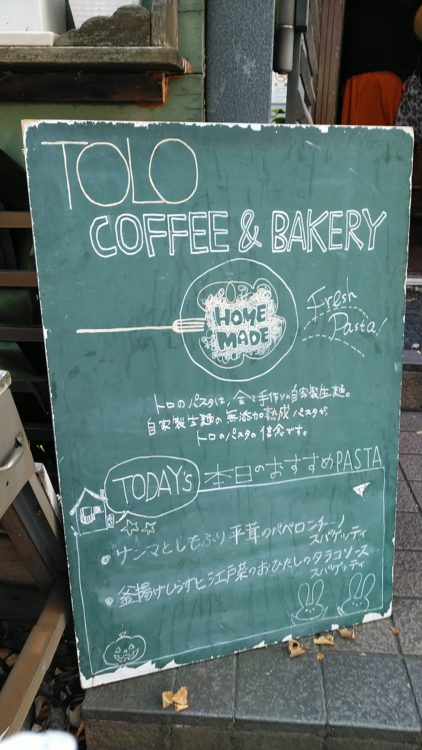 TOLO
COFFEE & BAKERY
HOME
MADE
Fresh
Pasta!
トロのパスタは、全て手作りの自家製生麺。
自家製生麺の無添加熟成パスタが
トロのパスタの信念です。
TODAY's
本日のおすすめPASTA
• サンマとしもふり平茸のペペロンチーノ
スパゲッティ
• 釜揚げしらすと江戸菜のおひたしのタラコソース
スパゲッティ